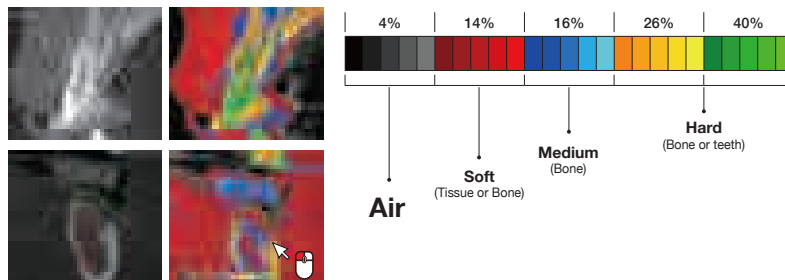 4% 14% 16% 26% 40%
Air
Soft
(Tissue or Bone)
Medium
(Bone)
Hard
(Bone or teeth)